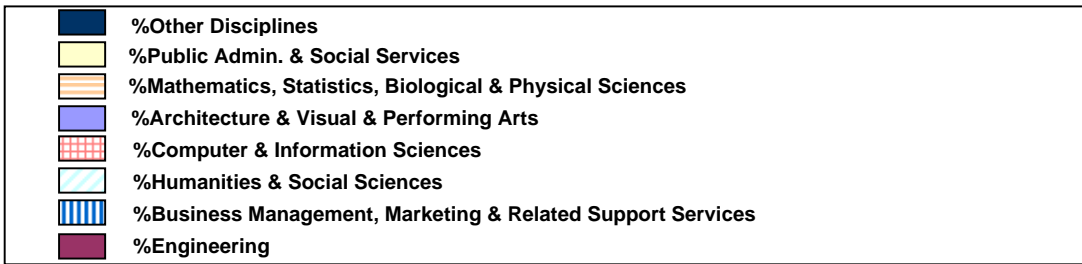 %Other Disciplines
%Public Admin. & Social Services
%Mathematics, Statistics, Biological & Physical Sciences
%Architecture & Visual & Performing Arts
%Computer & Information Sciences
%Humanities & Social Sciences
%Business Management, Marketing & Related Support Services
%Engineering